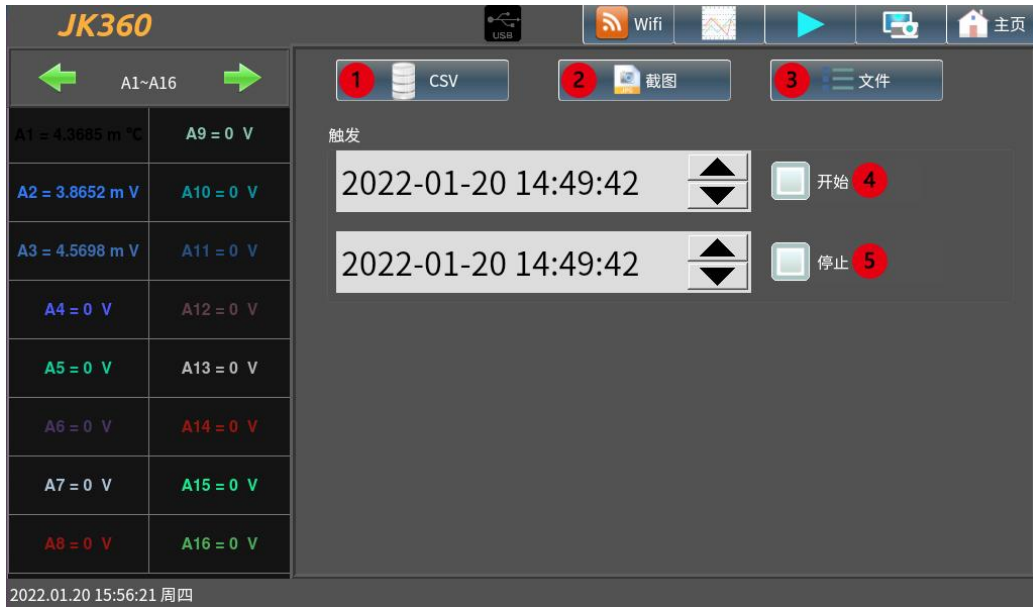 JK360
USB
Wifi
主页
A1~A16
1 CSV
2 JPG 截图
3 文件
A1 = 4.3685 m ℃
A9 = 0 V
触发
A2 = 3.8652 m V
A10 = 0 V
2022-01-20 14:49:42
开始 4
A3 = 4.5698 m V
A11 = 0 V
2022-01-20 14:49:42
停止 5
A4 = 0 V
A12 = 0 V
A5 = 0 V
A13 = 0 V
A6 = 0 V
A14 = 0 V
A7 = 0 V
A15 = 0 V
A8 = 0 V
A16 = 0 V
2022.01.20 15:56:21 周四